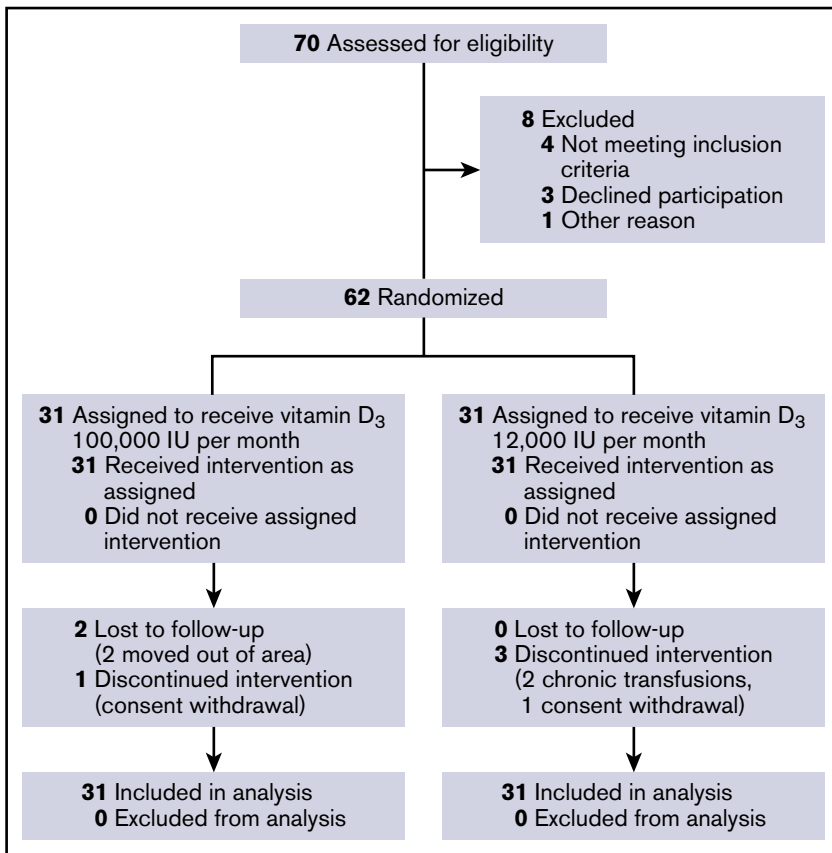 70 Assessed for eligibility
8 Excluded
4 Not meeting inclusion
criteria
3 Declined participation
1 Other reason
62 Randomized
31 Assigned to receive vitamin D3
100,000 IU per month
31 Received intervention as
assigned
0 Did not receive assigned
intervention
31 Assigned to receive vitamin D3
12,000 IU per month
31 Received intervention as
assigned
0 Did not receive assigned
intervention
2 Lost to follow-up
(2 moved out of area)
1 Discontinued intervention
(consent withdrawal)
0 Lost to follow-up
3 Discontinued intervention
(2 chronic transfusions,
1 consent withdrawal)
31 Included in analysis
0 Excluded from analysis
31 Included in analysis
0 Excluded from analysis